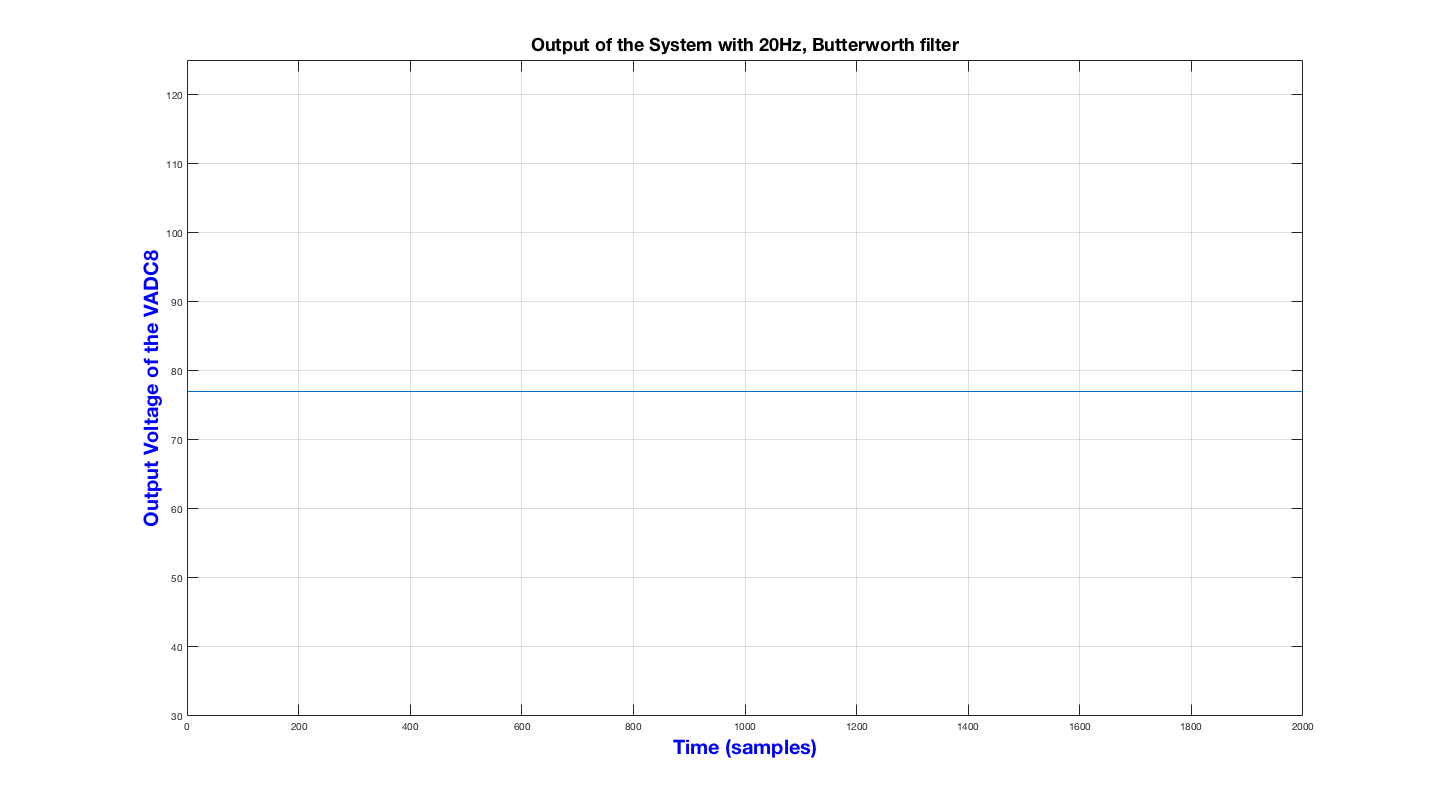 Output of the System with 20Hz, Butterworth filter
Output Voltage of the VADC8
120
110
100
90
80
70
60
50
40
30
0 200 400 600 800 1000 1200 1400 1600 1800 2000
Time (samples)